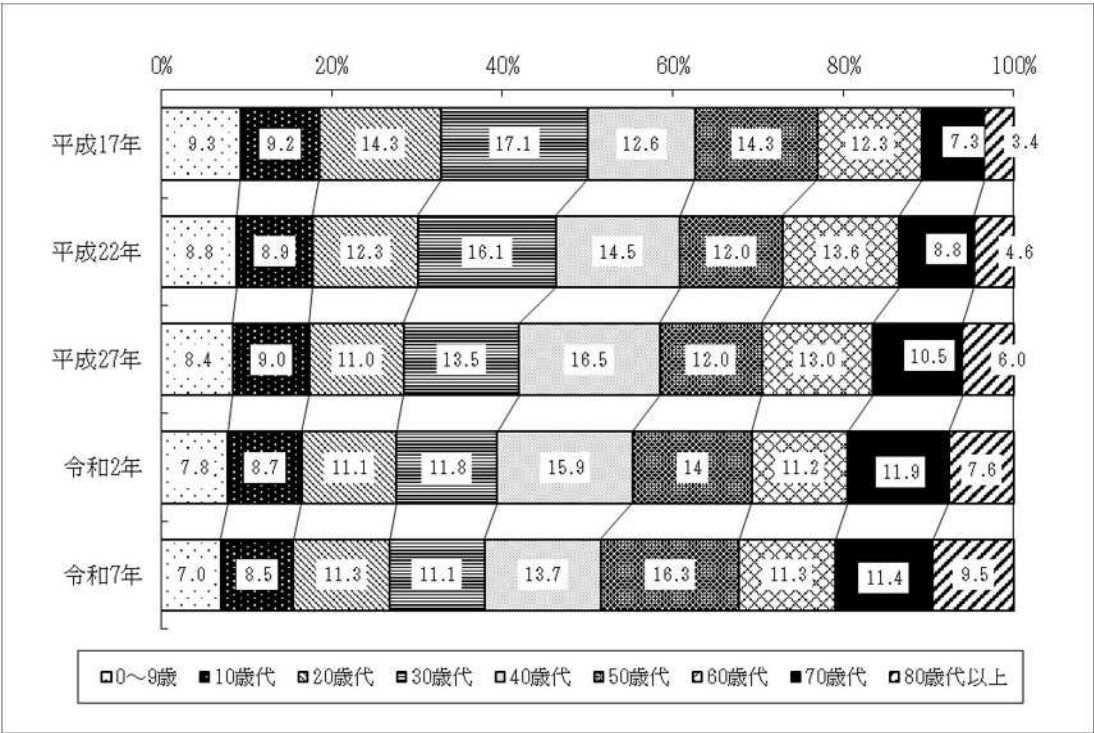 0% 20% 40% 60% 80% 100%
平成17年 9.3 9.2 14.3 17.1 12.6 14.3 12.3 7.3 3.4
平成22年 8.8 8.9 12.3 16.1 14.5 12.0 13.6 8.8 4.6
平成27年 8.4 9.0 11.0 13.5 16.5 12.0 13.0 10.5 6.0
令和2年 7.8 8.7 11.1 11.8 15.9 14 11.2 11.9 7.6
令和7年 7.0 8.5 11.3 11.1 13.7 16.3 11.3 11.4 9.5
0～9歳 10歳代 20歳代 30歳代 40歳代 50歳代 60歳代 70歳代 80歳代以上